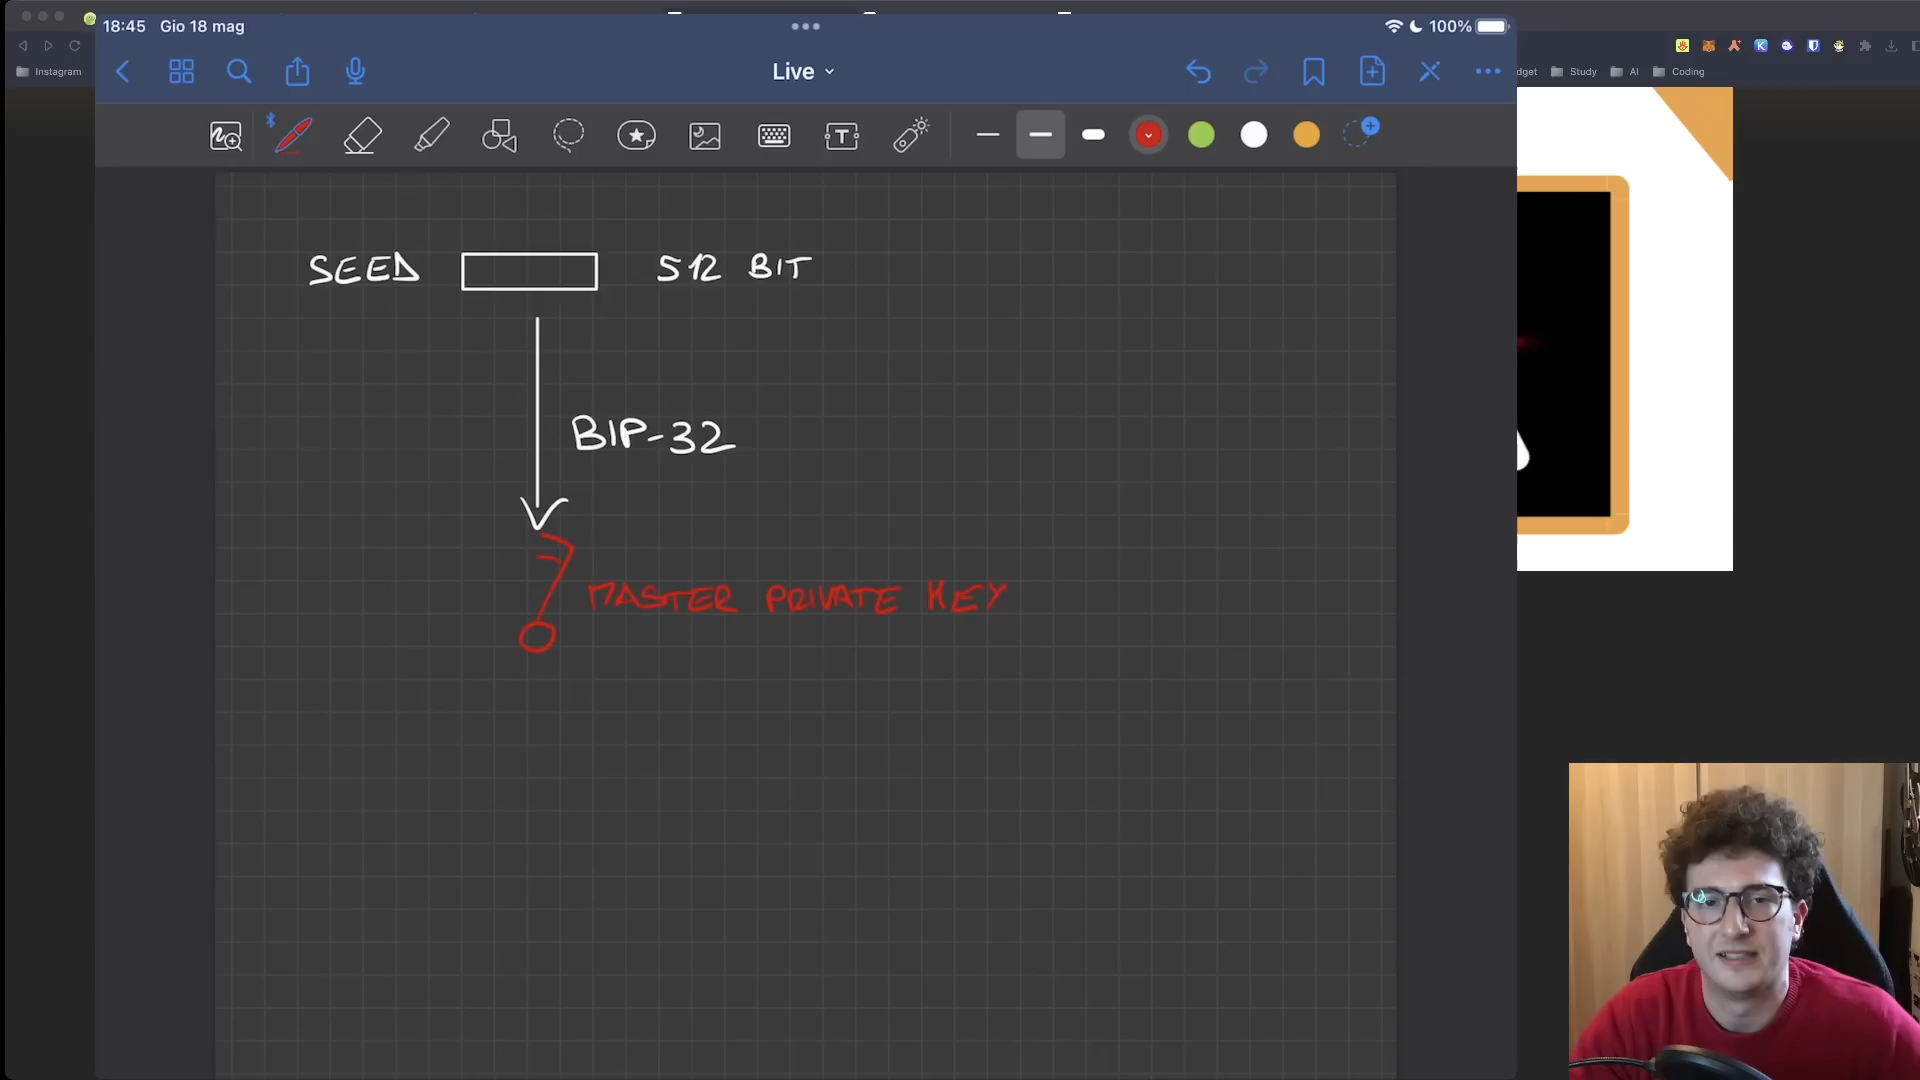 18:45 Gio 18 mag
100%
Live
Instagram
dget Study AI Coding
SEED 512 BIT
BIP-32
MASTER PRIVATE KEY